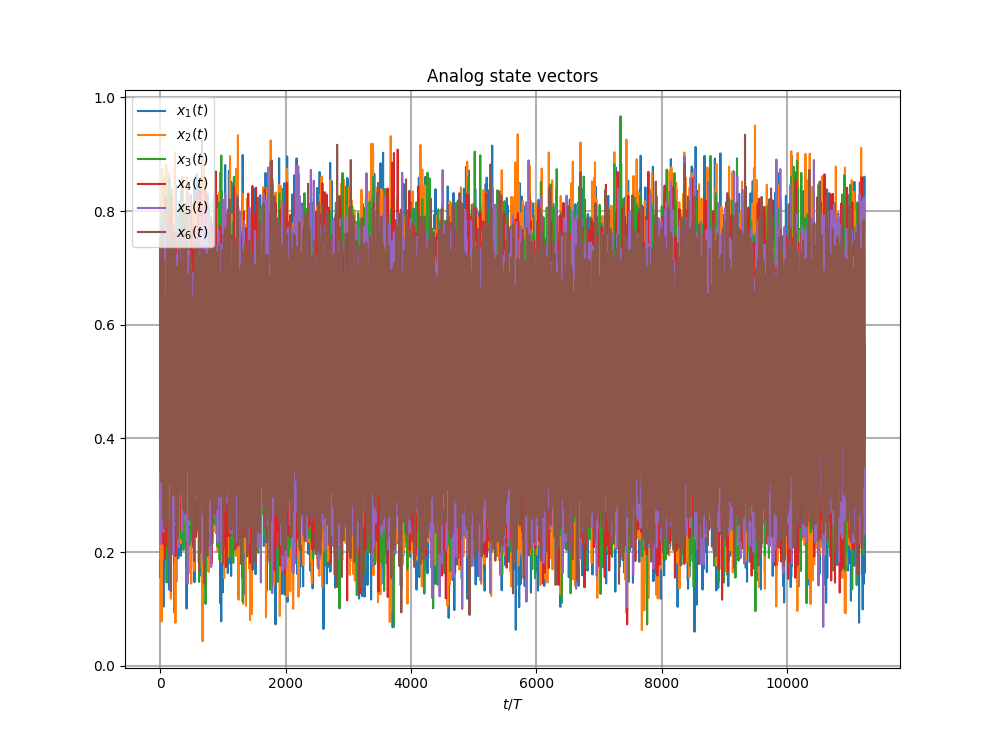 Analog state vectors
1.0
0.8
0.6
0.4
0.2
0.0
x₁(t)
x₂(t)
x₃(t)
x₄(t)
x₅(t)
x₆(t)
0 2000 4000 6000 8000 10000
t/T